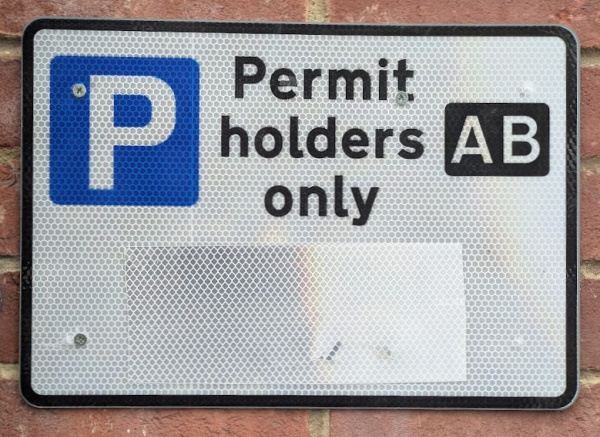 P
Permit
holders AB
only